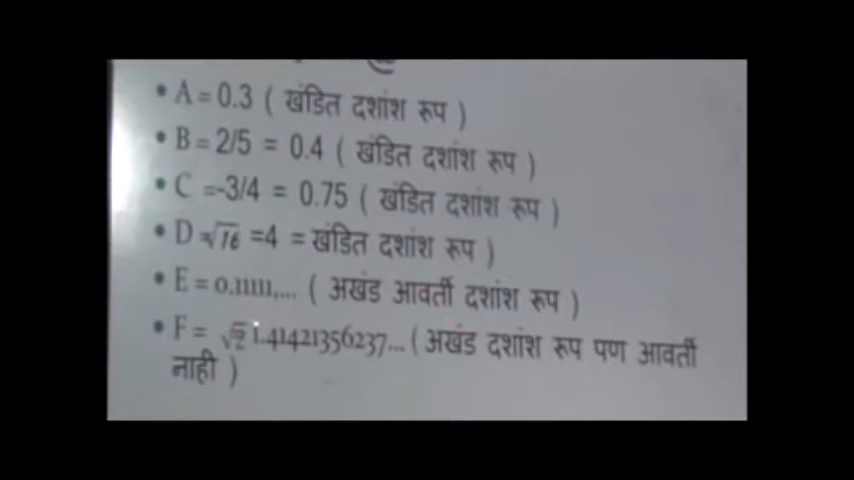 • A = 0.3 ( खंडित दशांश रूप )
• B = 2/5 = 0.4 ( खंडित दशांश रूप )
• C =-3/4 = 0.75 ( खंडित दशांश रूप )
• D =√16 =4 = खंडित दशांश रूप )
• E = 0.11111,... ( अखंड आवर्ती दशांश रूप )
• F = √2 1.41421356237... ( अखंड दशांश रूप पण आवर्ती
नाही )